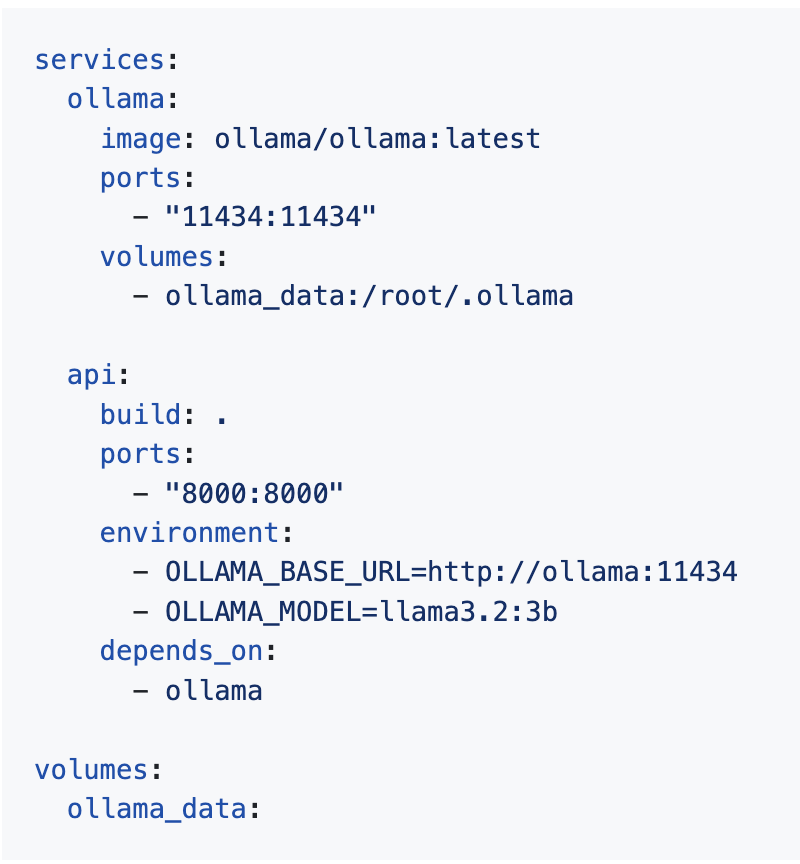 services:
  ollama:
    image: ollama/ollama:latest
    ports:
      - "11434:11434"
    volumes:
      - ollama_data:/root/.ollama

  api:
    build: .
    ports:
      - "8000:8000"
    environment:
      - OLLAMA_BASE_URL=http://ollama:11434
      - OLLAMA_MODEL=llama3.2:3b
    depends_on:
      - ollama

volumes:
  ollama_data: